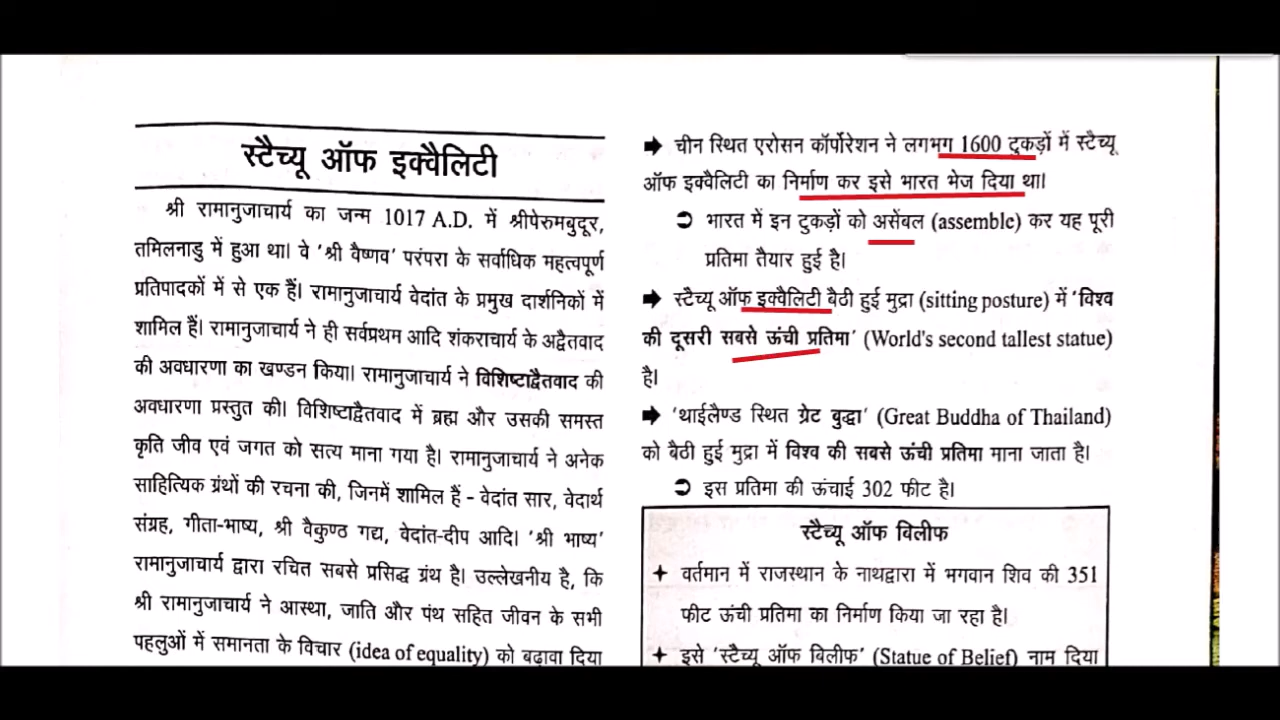 स्टैच्यू ऑफ इक्वैलिटी
श्री रामानुजाचार्य का जन्म 1017 A.D. में श्रीपेरुमबुदूर,
तमिलनाडु में हुआ था। वे ‘श्री वैष्णव’ परंपरा के सर्वाधिक महत्वपूर्ण
प्रतिपादकों में से एक हैं। रामानुजाचार्य वेदांत के प्रमुख दार्शनिकों में
शामिल हैं। रामानुजाचार्य ने ही सर्वप्रथम आदि शंकराचार्य के अद्वैतवाद
की अवधारणा का खण्डन किया। रामानुजाचार्य ने विशिष्टाद्वैतवाद की
अवधारणा प्रस्तुत की। विशिष्टाद्वैतवाद में ब्रह्म और उसकी समस्त
कृति जीव एवं जगत को सत्य माना गया है। रामानुजाचार्य ने अनेक
साहित्यिक ग्रंथों की रचना की, जिनमें शामिल हैं - वेदांत सार, वेदार्थ
संग्रह, गीता-भाष्य, श्री वैकुण्ठ गद्य, वेदांत-दीप आदि। ‘श्री भाष्य’
रामानुजाचार्य द्वारा रचित सबसे प्रसिद्ध ग्रंथ है। उल्लेखनीय है, कि
श्री रामानुजाचार्य ने आस्था, जाति और पंथ सहित जीवन के सभी
पहलुओं में समानता के विचार (idea of equality) को बढ़ावा दिया
➡ चीन स्थित एरोसन कॉर्पोरेशन ने लगभग 1600 टुकड़ों में स्टैच्यू
ऑफ इक्वैलिटी का निर्माण कर इसे भारत भेज दिया था।
➲ भारत में इन टुकड़ों को असेंबल (assemble) कर यह पूरी
प्रतिमा तैयार हुई है।
➡ स्टैच्यू ऑफ इक्वैलिटी बैठी हुई मुद्रा (sitting posture) में ‘विश्व
की दूसरी सबसे ऊंची प्रतिमा’ (World's second tallest statue)
है।
➡ ‘थाईलैण्ड स्थित ग्रेट बुद्धा’ (Great Buddha of Thailand)
को बैठी हुई मुद्रा में विश्व की सबसे ऊंची प्रतिमा माना जाता है।
➲ इस प्रतिमा की ऊंचाई 302 फीट है।
स्टैच्यू ऑफ विलीफ
✦ वर्तमान में राजस्थान के नाथद्वारा में भगवान शिव की 351
फीट ऊंची प्रतिमा का निर्माण किया जा रहा है।
✦ इसे ‘स्टैच्यू ऑफ विलीफ’ (Statue of Belief) नाम दिया